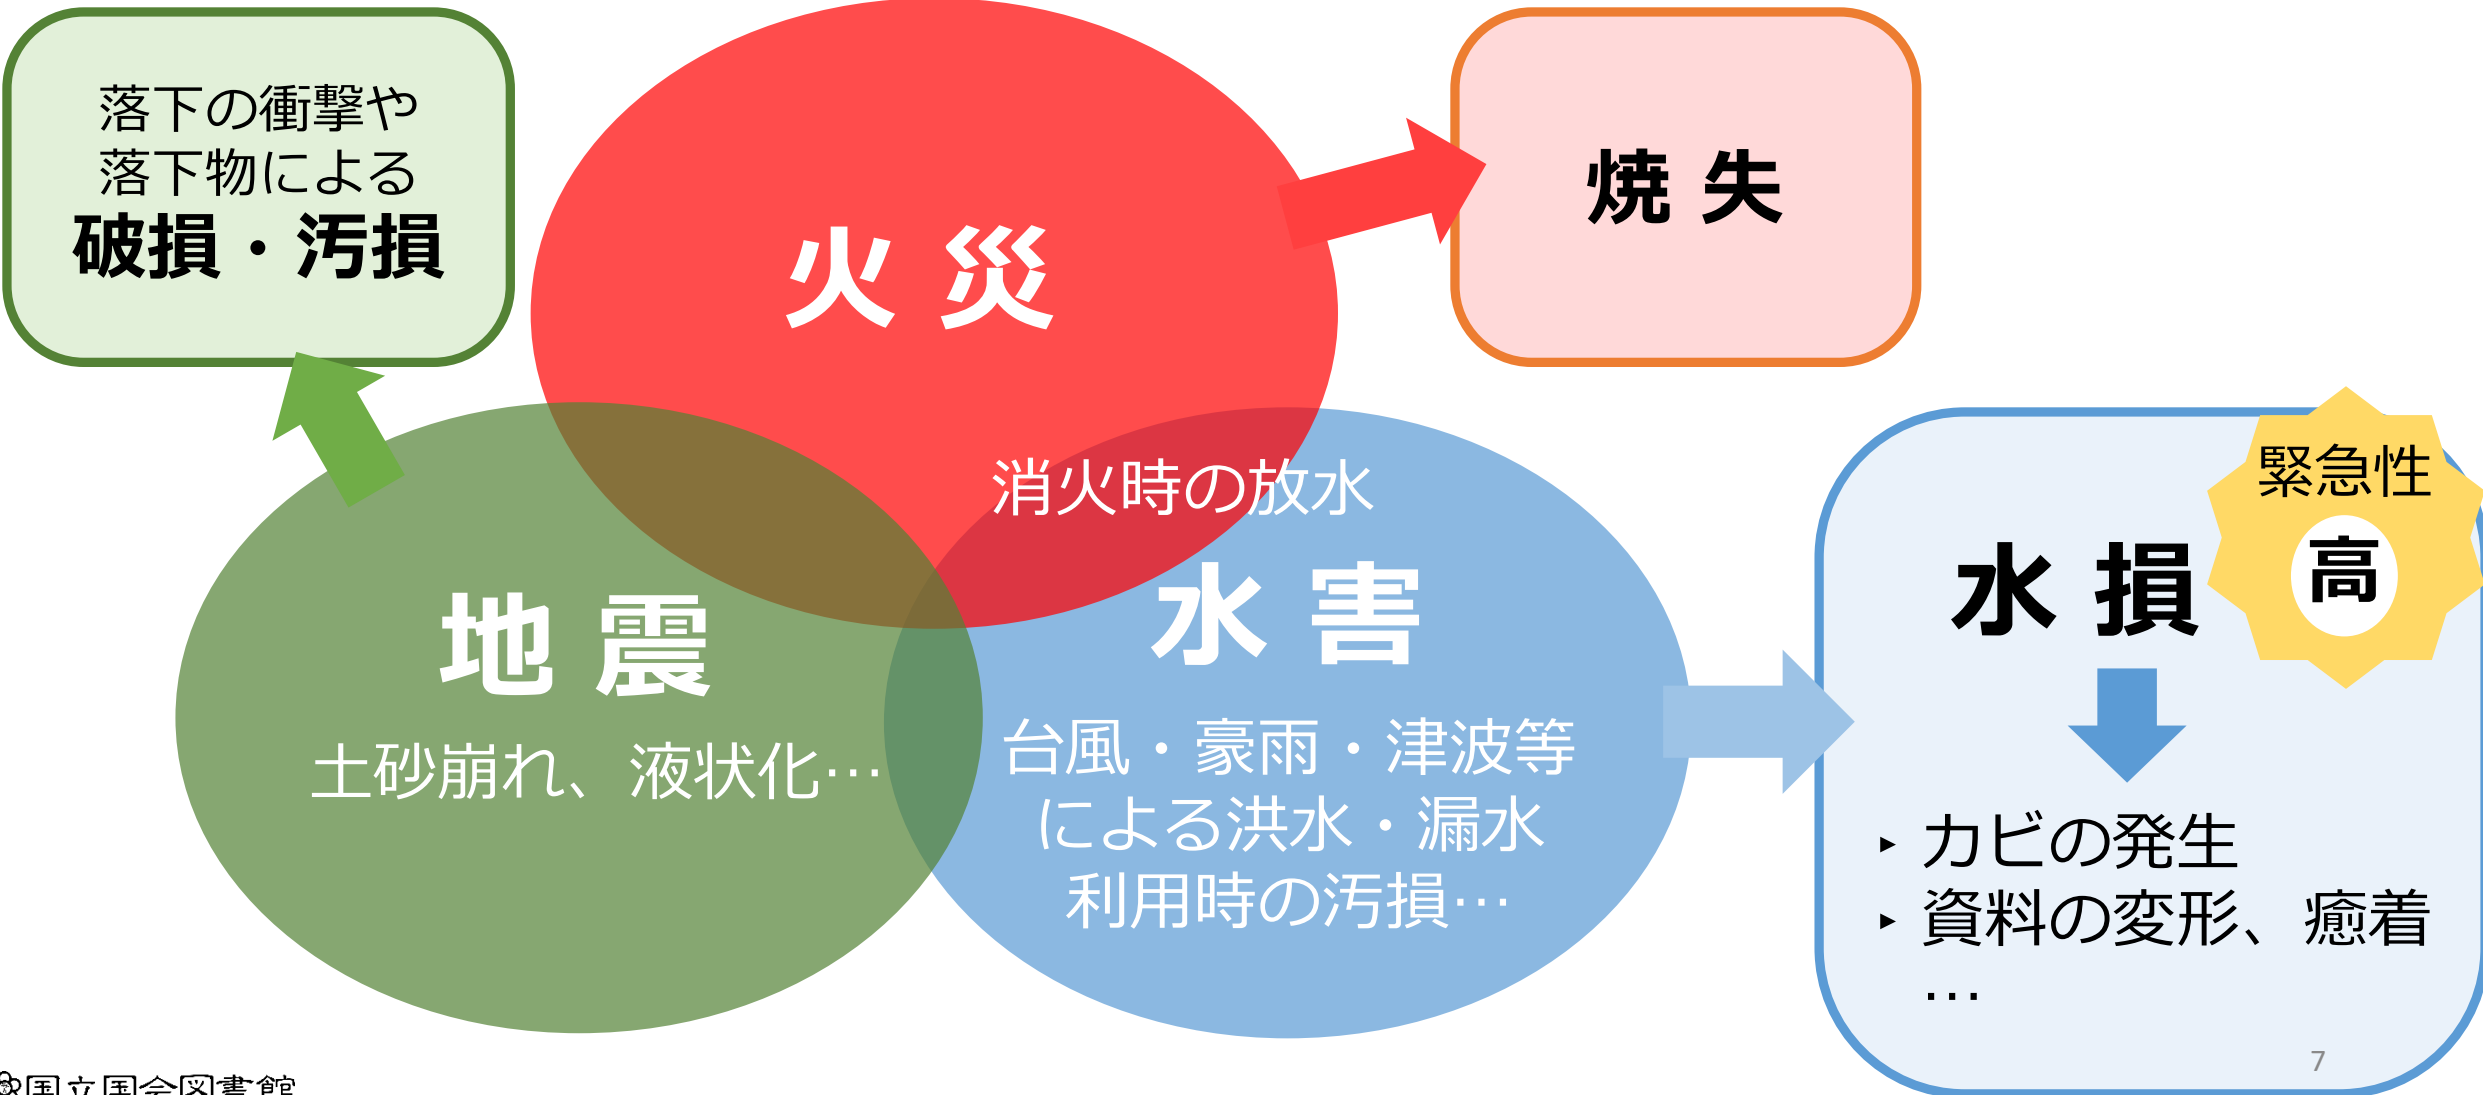 落下の衝撃や
落下物による
破損・汚損
火災
焼失
消火時の放水
地震
土砂崩れ、液状化…
水害
台風・豪雨・津波等
による洪水・漏水
利用時の汚損…
緊急性
高
水損
▸ カビの発生
▸ 資料の変形、癒着
…
7
国立国会図書館